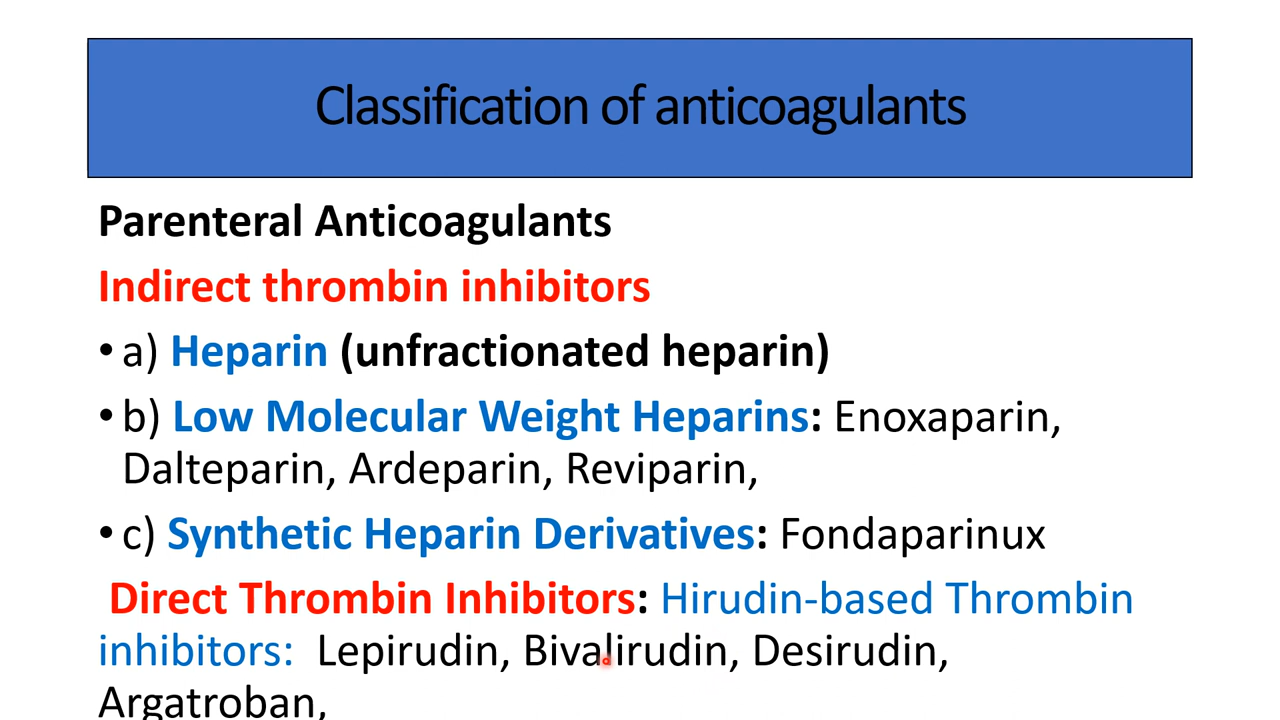 Classification of anticoagulants
Parenteral Anticoagulants
Indirect thrombin inhibitors
• a) Heparin (unfractionated heparin)
• b) Low Molecular Weight Heparins: Enoxaparin,
Dalteparin, Ardeparin, Reviparin,
• c) Synthetic Heparin Derivatives: Fondaparinux
Direct Thrombin Inhibitors: Hirudin-based Thrombin
inhibitors: Lepirudin, Bivalirudin, Desirudin,
Argatroban,